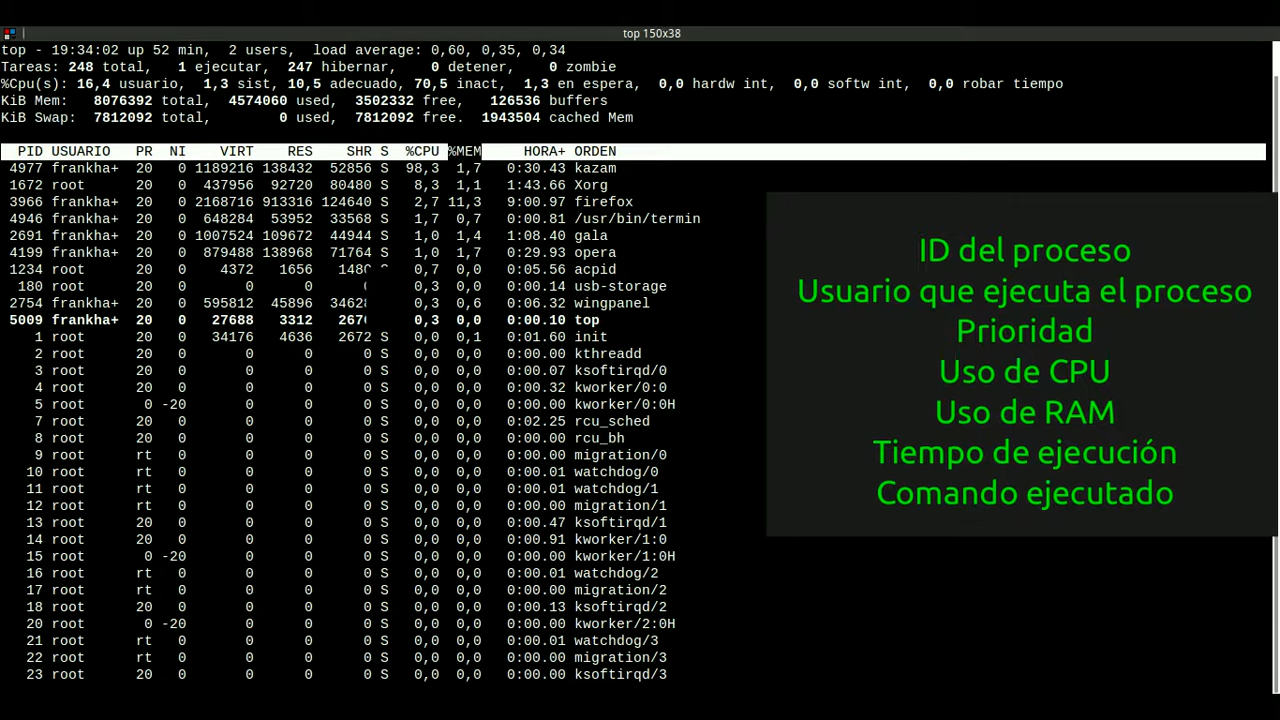 top 150x38
top - 19:34:02 up 52 min,  2 users,  load average: 0,60, 0,35, 0,34
Tareas: 248 total,   1 ejecutar, 247 hibernar,   0 detener,   0 zombie
%Cpu(s): 16,4 usuario,  1,3 sist, 10,5 adecuado, 70,5 inact,  1,3 en espera,  0,0 hardw int,  0,0 softw int,  0,0 robar tiempo
KiB Mem:   8076392 total,  4574060 used,  3502332 free,   126536 buffers
KiB Swap:  7812092 total,        0 used,  7812092 free.  1943504 cached Mem
PID USUARIO   PR  NI    VIRT    RES    SHR S  %CPU %MEM     HORA+ ORDEN
4977 frankha+  20   0 1189216 138432  52856 S  98,3  1,7   0:30.43 kazam
1672 root      20   0  437956  92720  80480 S   8,3  1,1   1:43.66 Xorg
3966 frankha+  20   0 2168716 913316 124640 S   2,7 11,3   9:00.97 firefox
4946 frankha+  20   0  648284  53952  33568 S   1,7  0,7   0:00.81 /usr/bin/termin
2691 frankha+  20   0 1007524 109672  44944 S   1,0  1,4   1:08.40 gala
4199 frankha+  20   0  879488 138968  71764 S   1,0  1,7   0:29.93 opera
1234 root      20   0    4372   1656   1480   0,7  0,0   0:05.56 acpid
180 root      20   0       0      0      0   0,3  0,0   0:00.14 usb-storage
2754 frankha+  20   0  595812  45896  34628   0,3  0,6   0:06.32 wingpanel
5009 frankha+  20   0   27688   3312   2676   0,3  0,0   0:00.10 top
1 root      20   0   34176   4636   2672 S   0,0  0,1   0:01.60 init
2 root      20   0       0      0      0 S   0,0  0,0   0:00.00 kthreadd
3 root      20   0       0      0      0 S   0,0  0,0   0:00.07 ksoftirqd/0
4 root      20   0       0      0      0 S   0,0  0,0   0:00.32 kworker/0:0
5 root       0 -20       0      0      0 S   0,0  0,0   0:00.00 kworker/0:0H
7 root      20   0       0      0      0 S   0,0  0,0   0:02.25 rcu_sched
8 root      20   0       0      0      0 S   0,0  0,0   0:00.00 rcu_bh
9 root      rt   0       0      0      0 S   0,0  0,0   0:00.00 migration/0
10 root      rt   0       0      0      0 S   0,0  0,0   0:00.01 watchdog/0
11 root      rt   0       0      0      0 S   0,0  0,0   0:00.01 watchdog/1
12 root      rt   0       0      0      0 S   0,0  0,0   0:00.00 migration/1
13 root      20   0       0      0      0 S   0,0  0,0   0:00.47 ksoftirqd/1
14 root      20   0       0      0      0 S   0,0  0,0   0:00.91 kworker/1:0
15 root       0 -20       0      0      0 S   0,0  0,0   0:00.00 kworker/1:0H
16 root      rt   0       0      0      0 S   0,0  0,0   0:00.01 watchdog/2
17 root      rt   0       0      0      0 S   0,0  0,0   0:00.00 migration/2
18 root      20   0       0      0      0 S   0,0  0,0   0:00.13 ksoftirqd/2
20 root       0 -20       0      0      0 S   0,0  0,0   0:00.00 kworker/2:0H
21 root      rt   0       0      0      0 S   0,0  0,0   0:00.01 watchdog/3
22 root      rt   0       0      0      0 S   0,0  0,0   0:00.00 migration/3
23 root      20   0       0      0      0 S   0,0  0,0   0:00.00 ksoftirqd/3
ID del proceso
Usuario que ejecuta el proceso
Prioridad
Uso de CPU
Uso de RAM
Tiempo de ejecución
Comando ejecutado